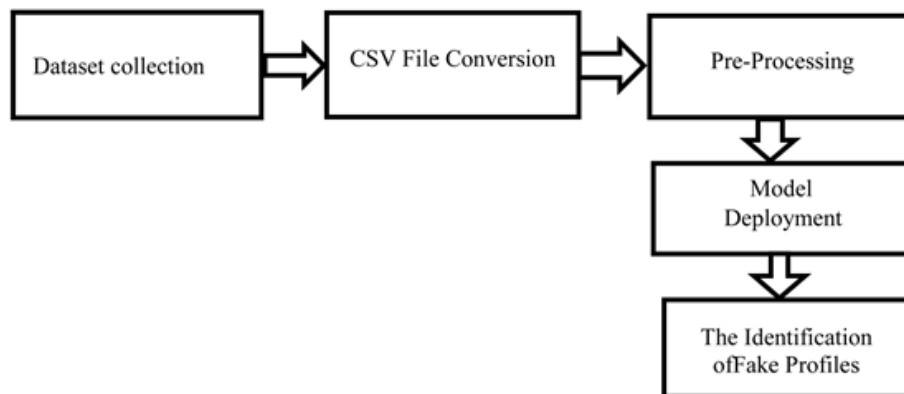 Dataset collection
CSV File Conversion
Pre-Processing
Model
Deployment
The Identification
ofFake Profiles